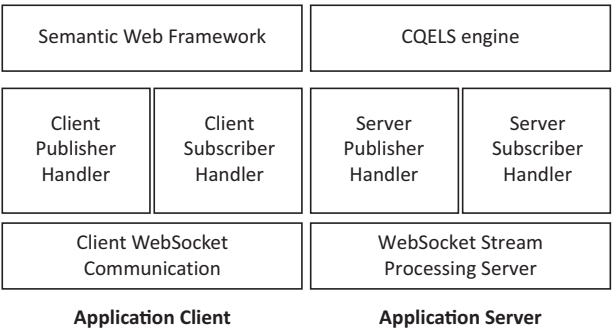 Semantic Web Framework
CQELS engine
Client
Publisher
Handler
Client
Subscriber
Handler
Server
Publisher
Handler
Server
Subscriber
Handler
Client WebSocket
Communication
WebSocket Stream
Processing Server
Application Client
Application Server